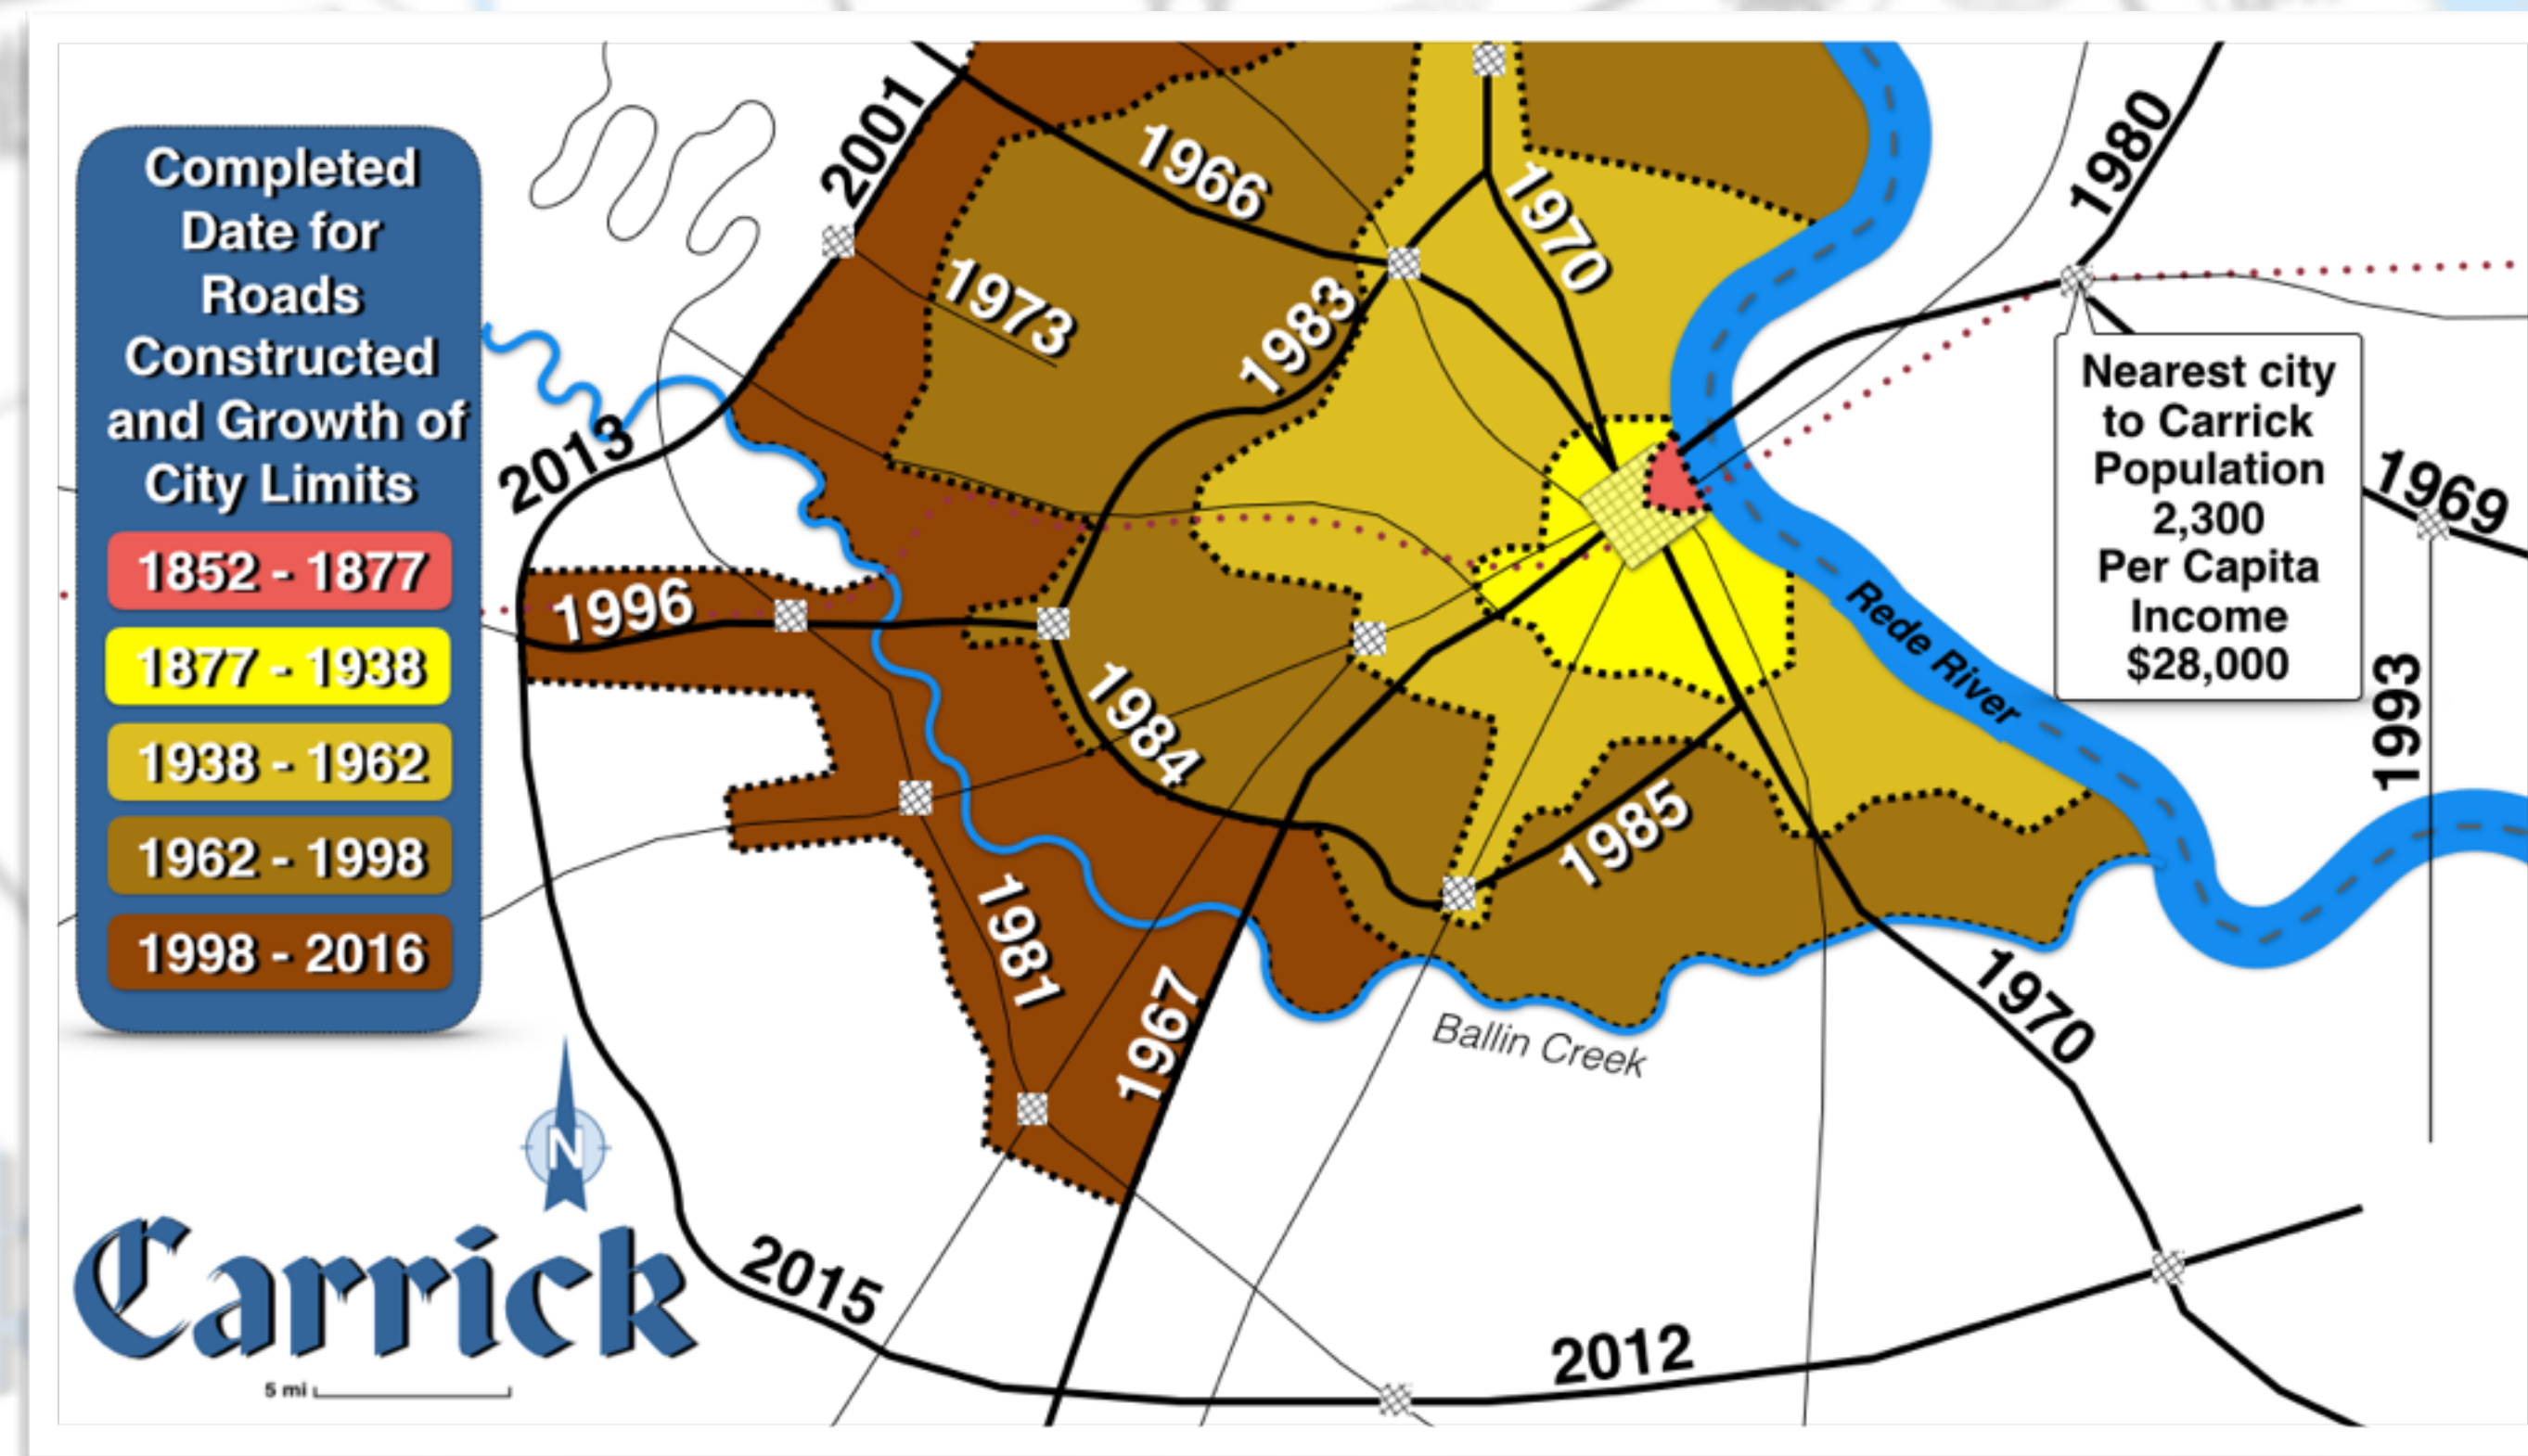 Completed
Date for
Roads
Constructed
and Growth of
City Limits
1852 - 1877
1877 - 1938
1938 - 1962
1962 - 1998
1998 - 2016
N
Carrick
5 mi
2001
1966
1970
1980
1973
1983
2013
1996
1984
1985
1981
1967
2015
2012
1970
1969
1993
Nearest city
to Carrick
Population
2,300
Per Capita
Income
$28,000
Rede River
Ballin Creek